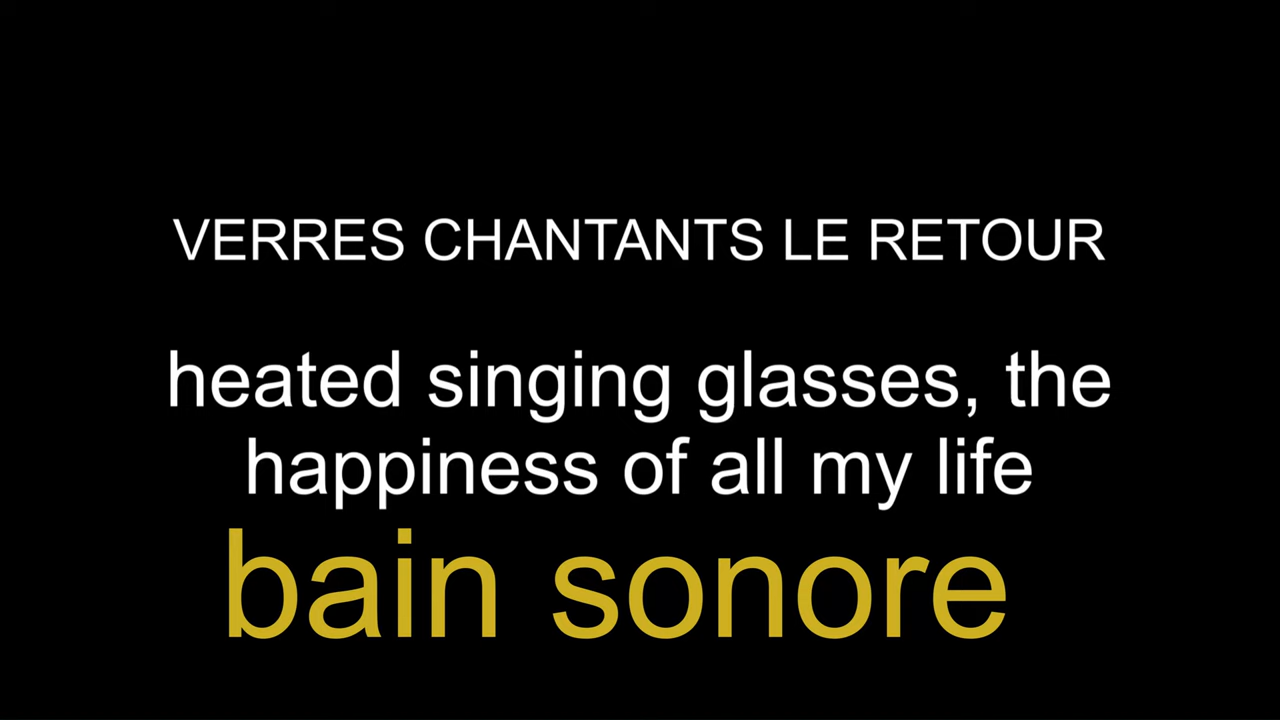 VERRES CHANTANTS LE RETOUR
heated singing glasses, the
happiness of all my life
bain sonore